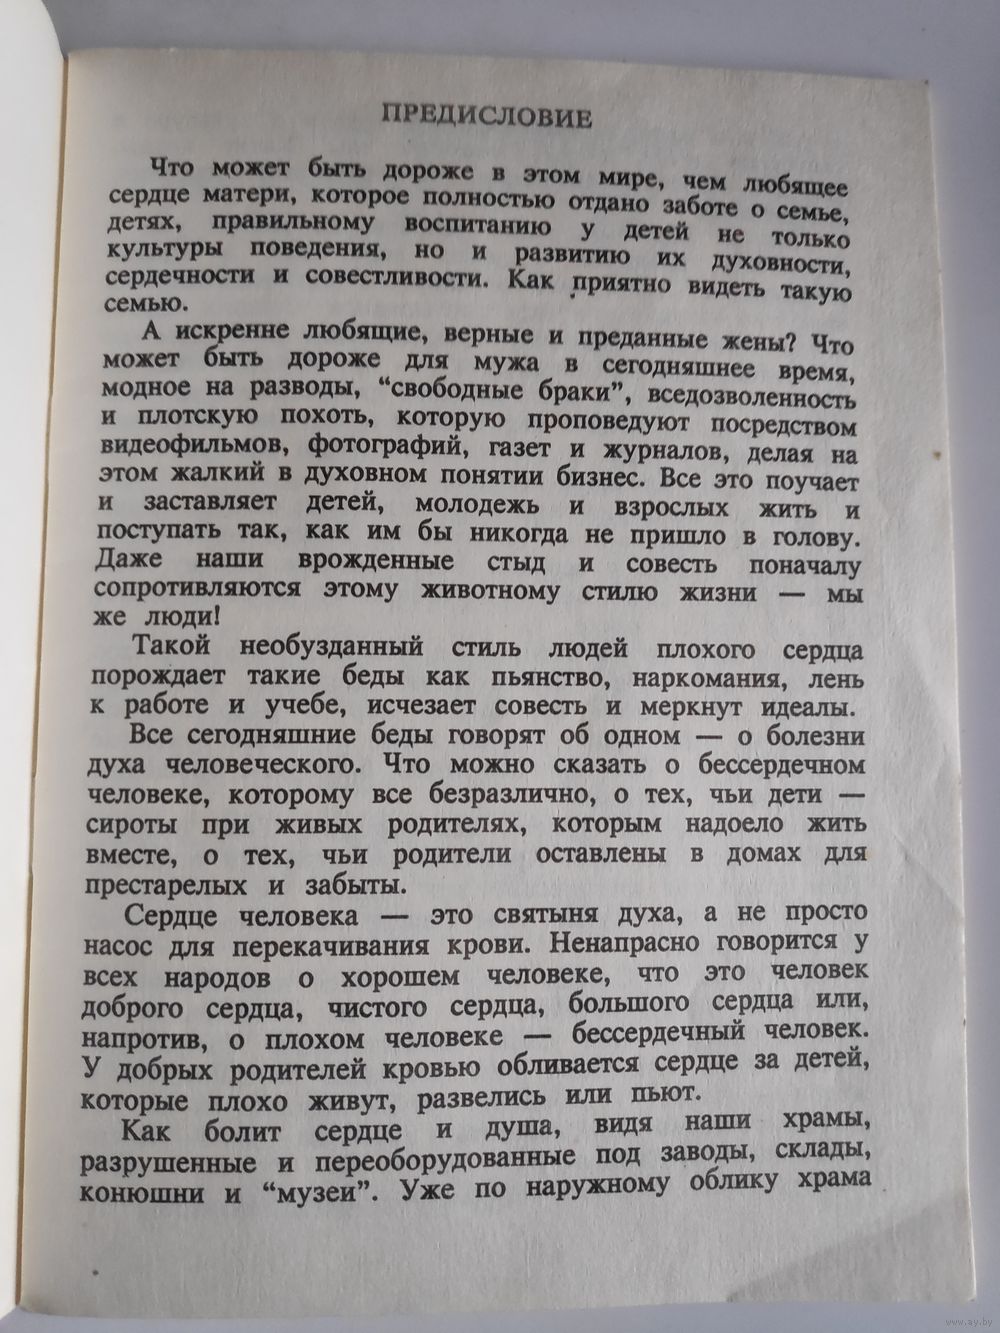 ПРЕДИСЛОВИЕ
Что может быть дороже в этом мире, чем любящее
сердце матери, которое полностью отдано заботе о семье,
детях, правильному воспитанию у детей не только
культуры поведения, но и развитию их духовности,
сердечности и совестливости. Как приятно видеть такую
семью.
А искренне любящие, верные и преданные жены? Что
может быть дороже для мужа в сегодняшнее время,
модное на разводы, “свободные браки”, вседозволенность
и плотскую похоть, которую проповедуют посредством
видеофильмов, фотографий, газет и журналов, делая на
этом жалкий в духовном понятии бизнес. Все это поучает
и заставляет детей, молодежь и взрослых жить и
поступать так, как им бы никогда не пришло в голову.
Даже наши врожденные стыд и совесть поначалу
сопротивляются этому животному стилю жизни — мы
же люди!
Такой необузданный стиль людей плохого сердца
порождает такие беды как пьянство, наркомания, лень
к работе и учебе, исчезает совесть и меркнут идеалы.
Все сегодняшние беды говорят об одном — о болезни
духа человеческого. Что можно сказать о бессердечном
человеке, которому все безразлично, о тех, чьи дети —
сироты при живых родителях, которым надоело жить
вместе, о тех, чьи родители оставлены в домах для
престарелых и забыты.
Сердце человека — это святыня духа, а не просто
насос для перекачивания крови. Ненапрасно говорится у
всех народов о хорошем человеке, что это человек
доброго сердца, чистого сердца, большого сердца или,
напротив, о плохом человеке — бессердечный человек.
У добрых родителей кровью обливается сердце за детей,
которые плохо живут, развелись или пьют.
Как болит сердце и душа, видя наши храмы,
разрушенные и переоборудованные под заводы, склады,
конюшни и “музеи”. Уже по наружному облику храма
www.ay.by